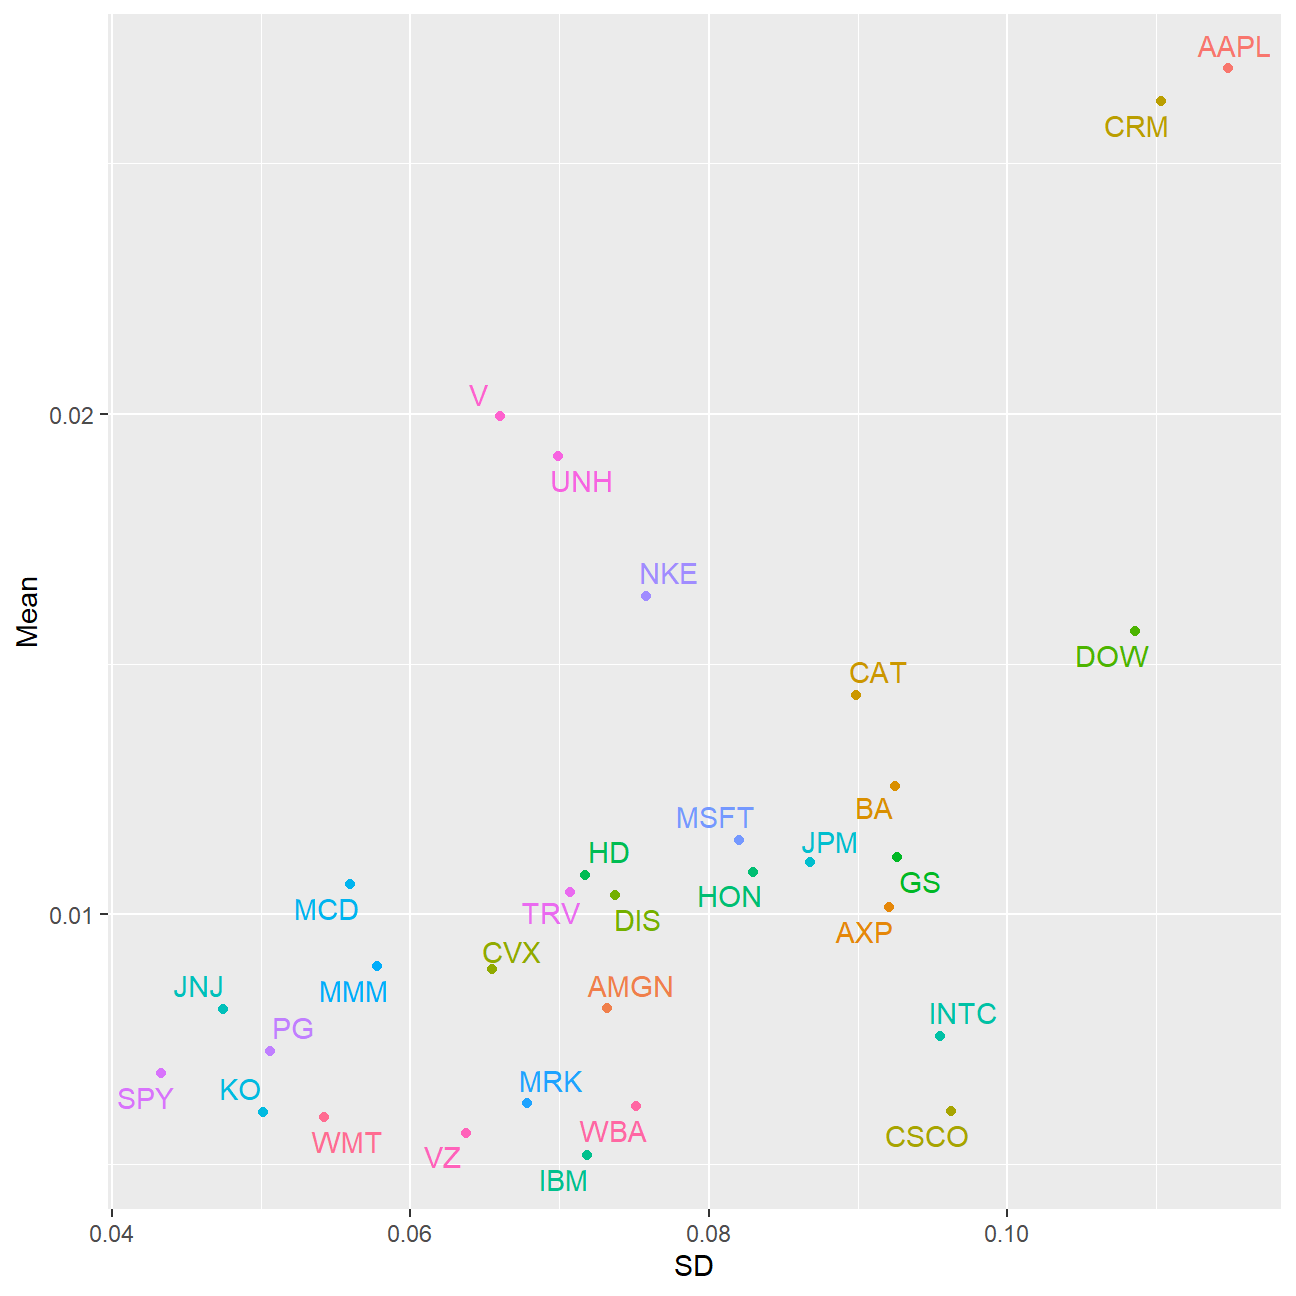 AAPL
CRM
V
0.02
UNH
NKE
Mean
DOW
CAT
BA
MSFT
JPM
HD
GS
HON
MCD
TRV
0.01
DIS
AXP
CVX
JNJ
MMM
AMGN
INTC
PG
KO
MRK
SPY
WBA
CSCO
WMT
VZ
IBM
0.04
0.06
0.08
0.10
SD